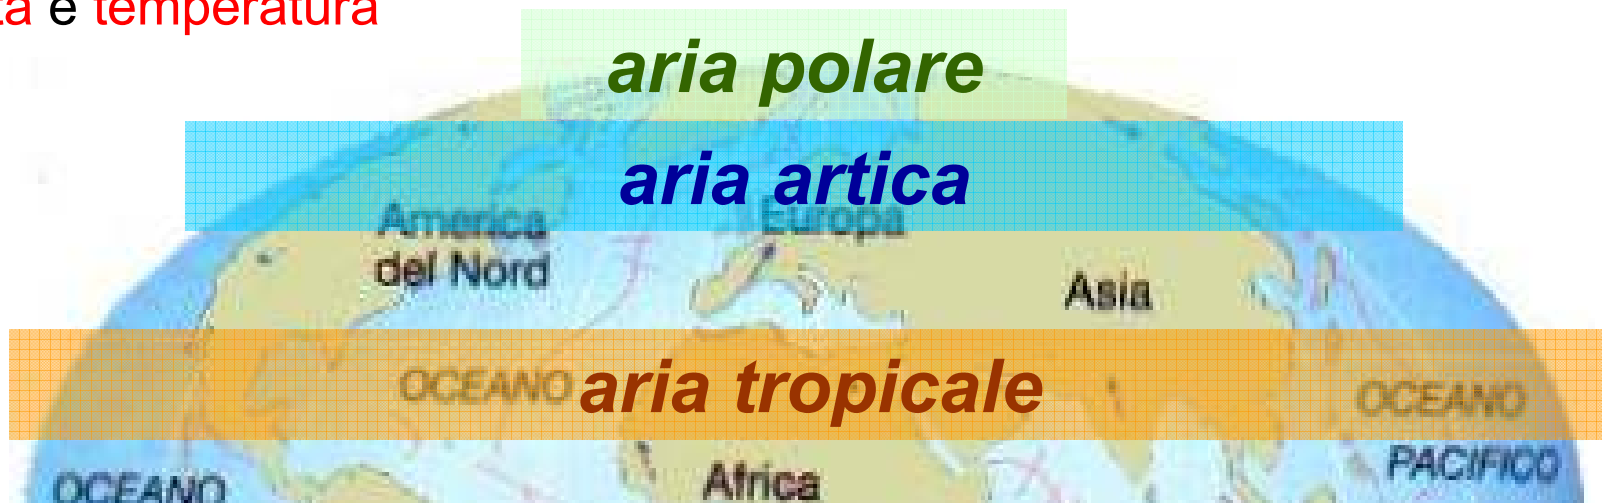 e temperatura
aria polare
aria artica
America
del Nord
Europa
Asia
OCEANO
aria tropicale
OCEANO
PACIFICO
Africa
OCEANO